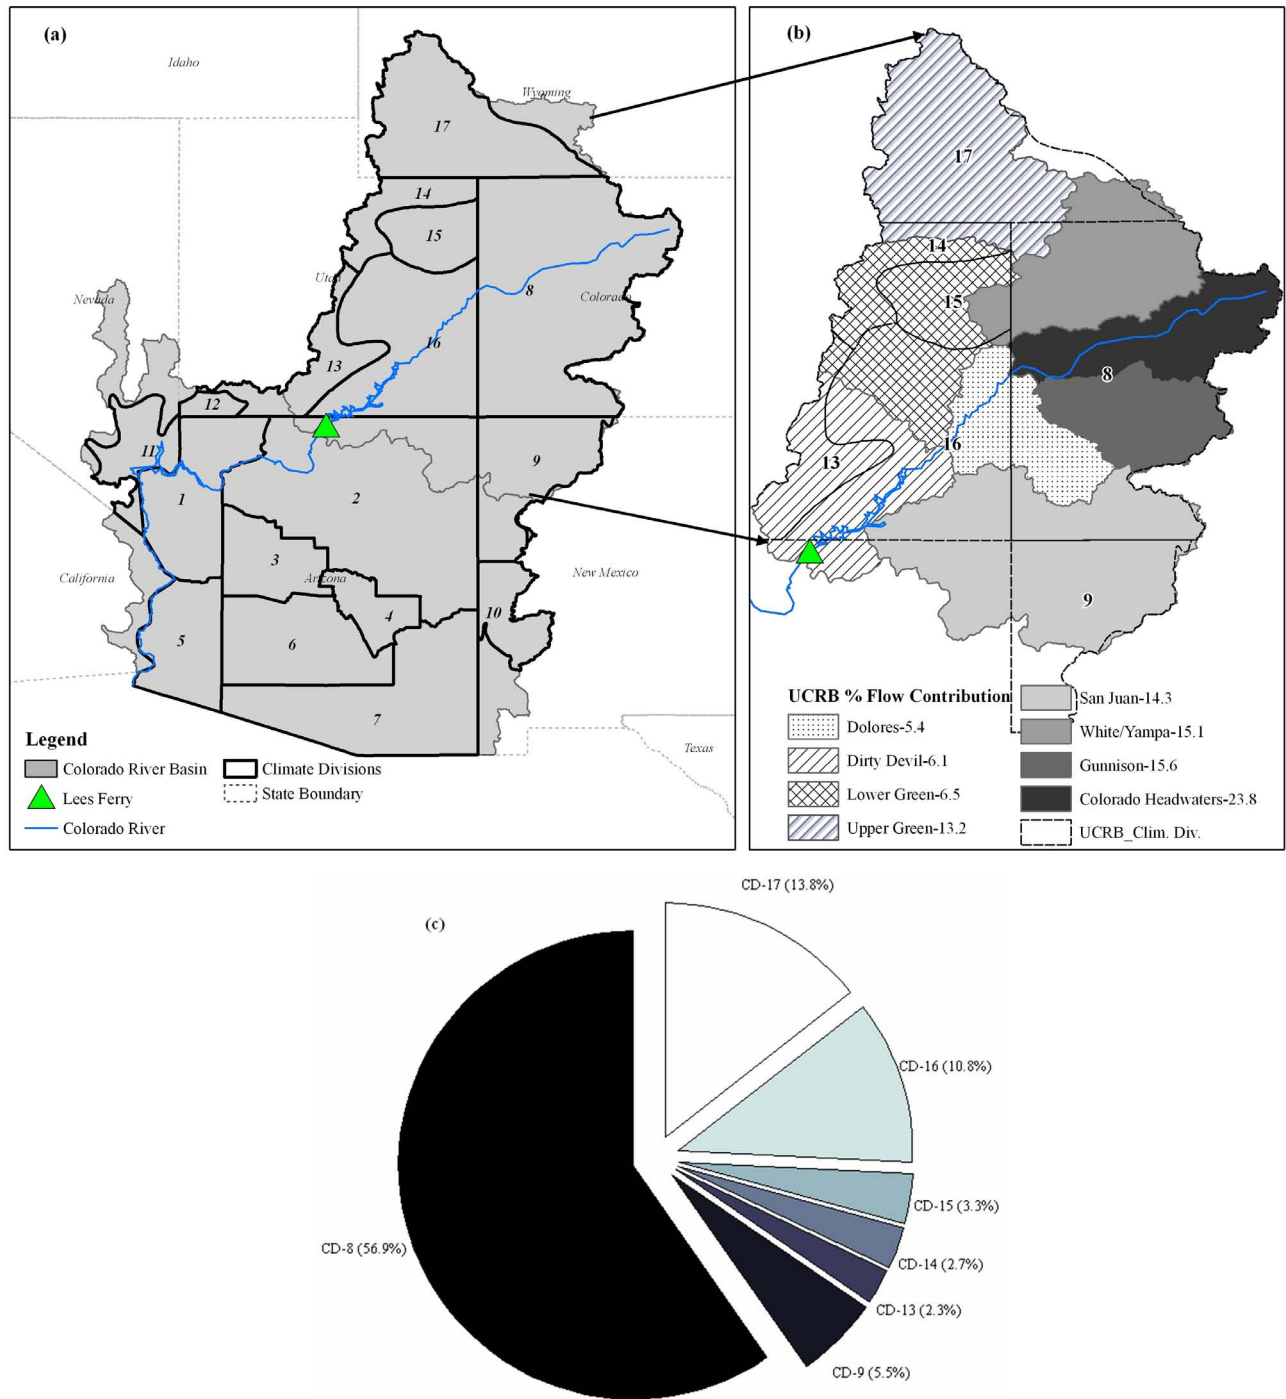 (a)
Idaho
Wyoming
17
14
15
Utah
Nevada
8
Colorado
16
13
12
11
9
1
2
3
California
Arizona
New Mexico
4
10
5
6
7
Texas
Legend
Colorado River Basin
Climate Divisions
Lees Ferry
State Boundary
Colorado River
(b)
17
14
15
8
16
13
9
UCRB % Flow Contribution
Dolores-5.4
Dirty Devil-6.1
Lower Green-6.5
Upper Green-13.2
San Juan-14.3
White/Yampa-15.1
Gunnison-15.6
Colorado Headwaters-23.8
UCRB_Clim. Div.
(c)
CD-17 (13.8%)
CD-16 (10.8%)
CD-15 (3.3%)
CD-8 (56.9%)
CD-14 (2.7%)
CD-13 (2.3%)
CD-9 (5.5%)